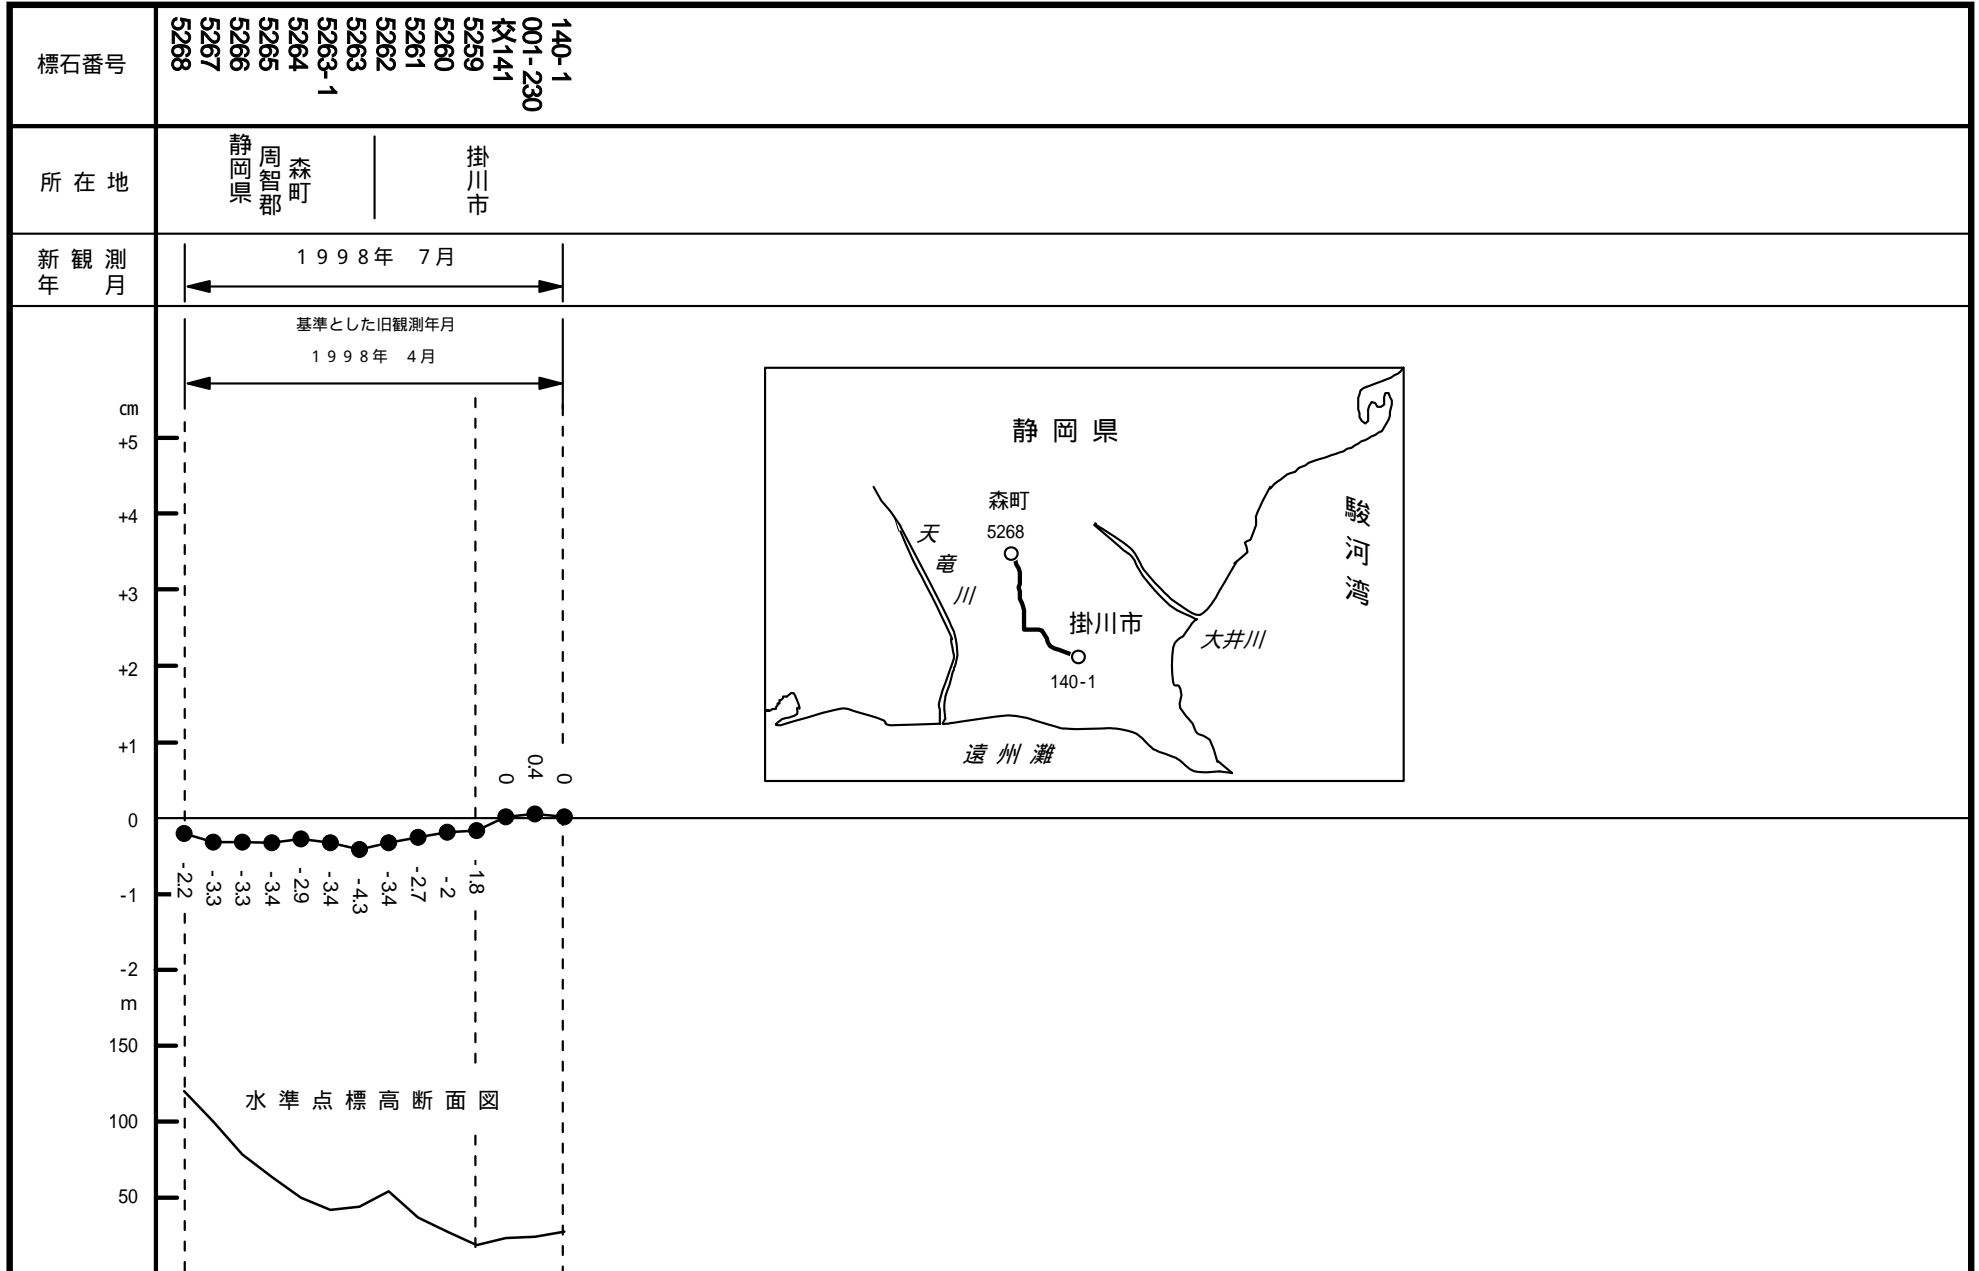 標石番号
5268
5267
5266
5265
5264
5263-1
5263
5262
5261
5260
5259
交141
001-230
140-1
所在地
静岡県
周智郡
森町
掛川市
新観測
年月
1998年 7月
基準とした旧観測年月
1998年 4月
cm
+5
+4
+3
+2
+1
0
-1
-2
m
150
100
50
0
0.4
0
-2.2
-3.3
-3.3
-3.4
-2.9
-3.4
-4.3
-3.4
-2.7
-2
-1.8
水準点標高断面図
静岡県
森町
5268
天竜川
掛川市
140-1
大井川
駿河湾
遠州灘